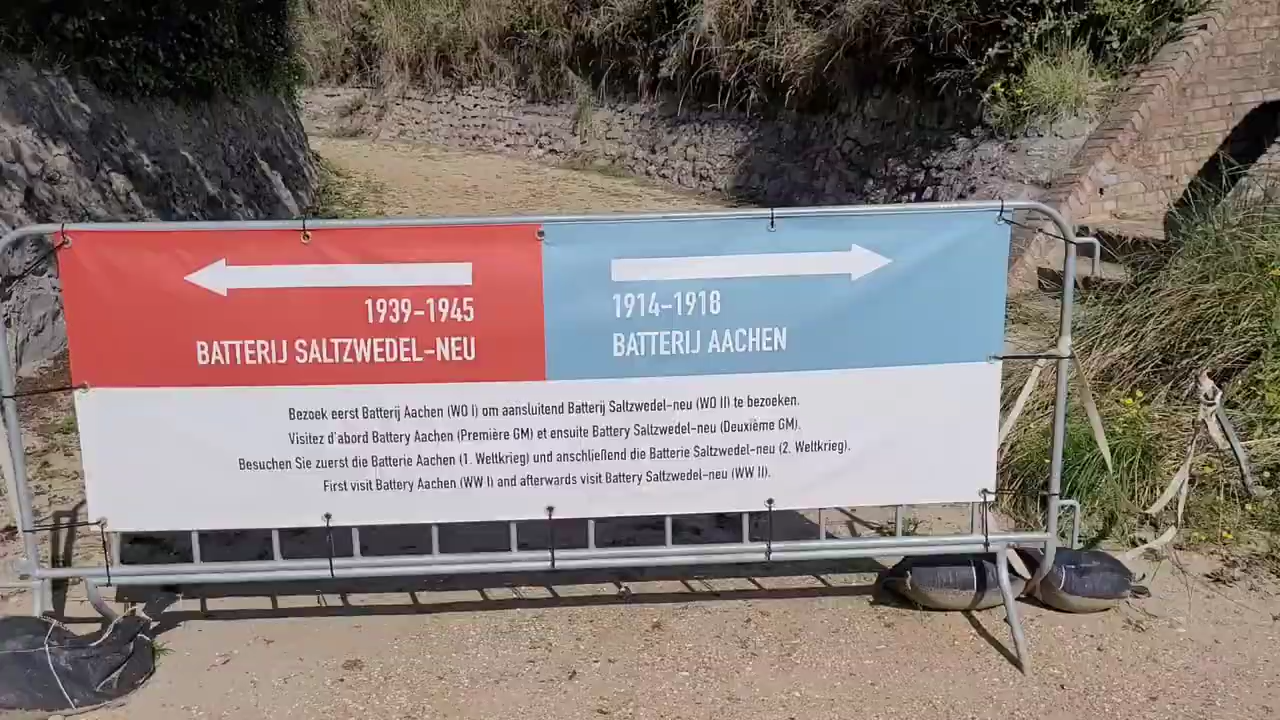 1939-1945
BATTERIJ SALTZWEDEL-NEU
1914-1918
BATTERIJ AACHEN
Bezoek eerst Batterij Aachen (WO I) om aansluitend Batterij Saltzwedel-neu (WO II) te bezoeken.
Visitez d'abord Battery Aachen (Première GM) et ensuite Battery Saltzwedel-neu (Deuxième GM).
Besuchen Sie zuerst die Batterie Aachen (1. Weltkrieg) und anschließend die Batterie Saltzwedel-neu (2. Weltkrieg).
First visit Battery Aachen (WW I) and afterwards visit Battery Saltzwedel-neu (WW II).